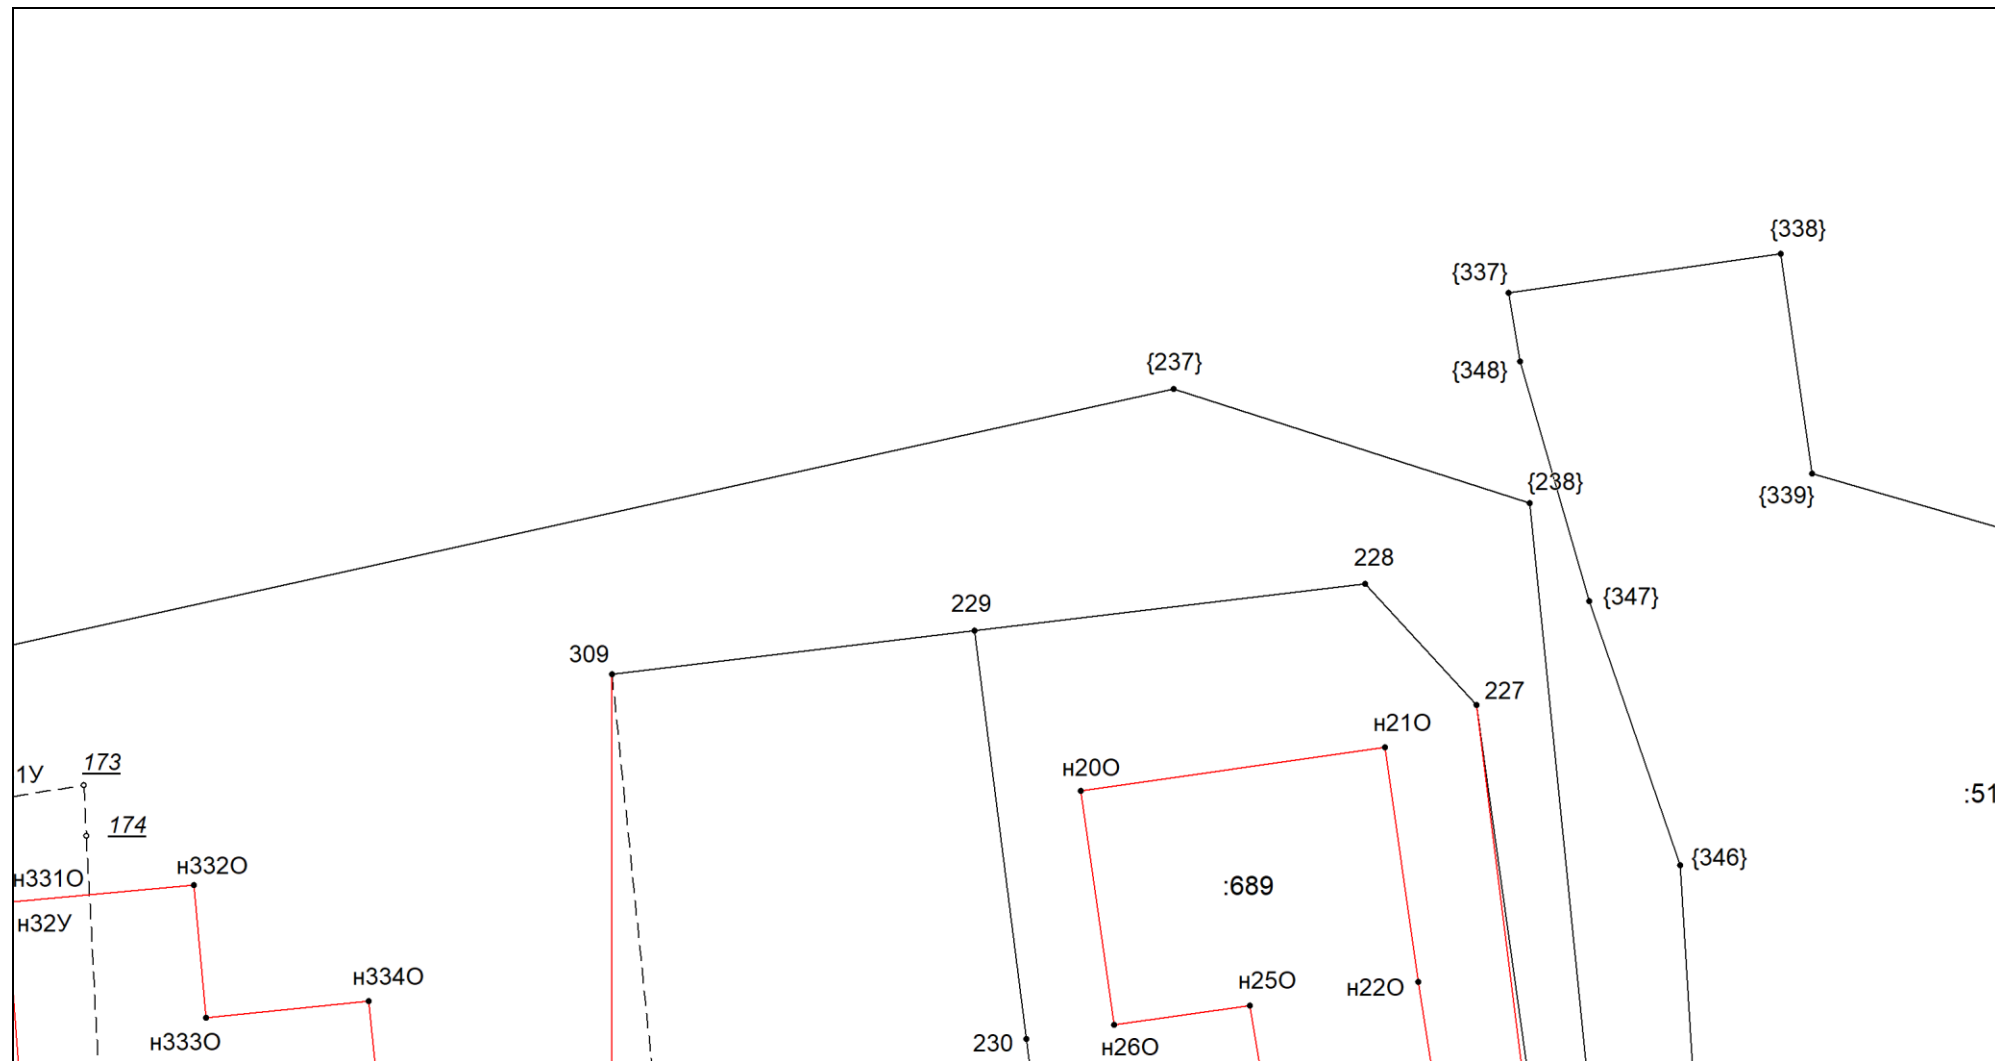 {338}
{337}
{237}
{348}
{238}
{339}
228
{347}
229
309
227
н21О
173
1У
н20О
:51
174
{346}
н332О
н331О
:689
н32У
н334О
н25О
н22О
н333О
230
н26О